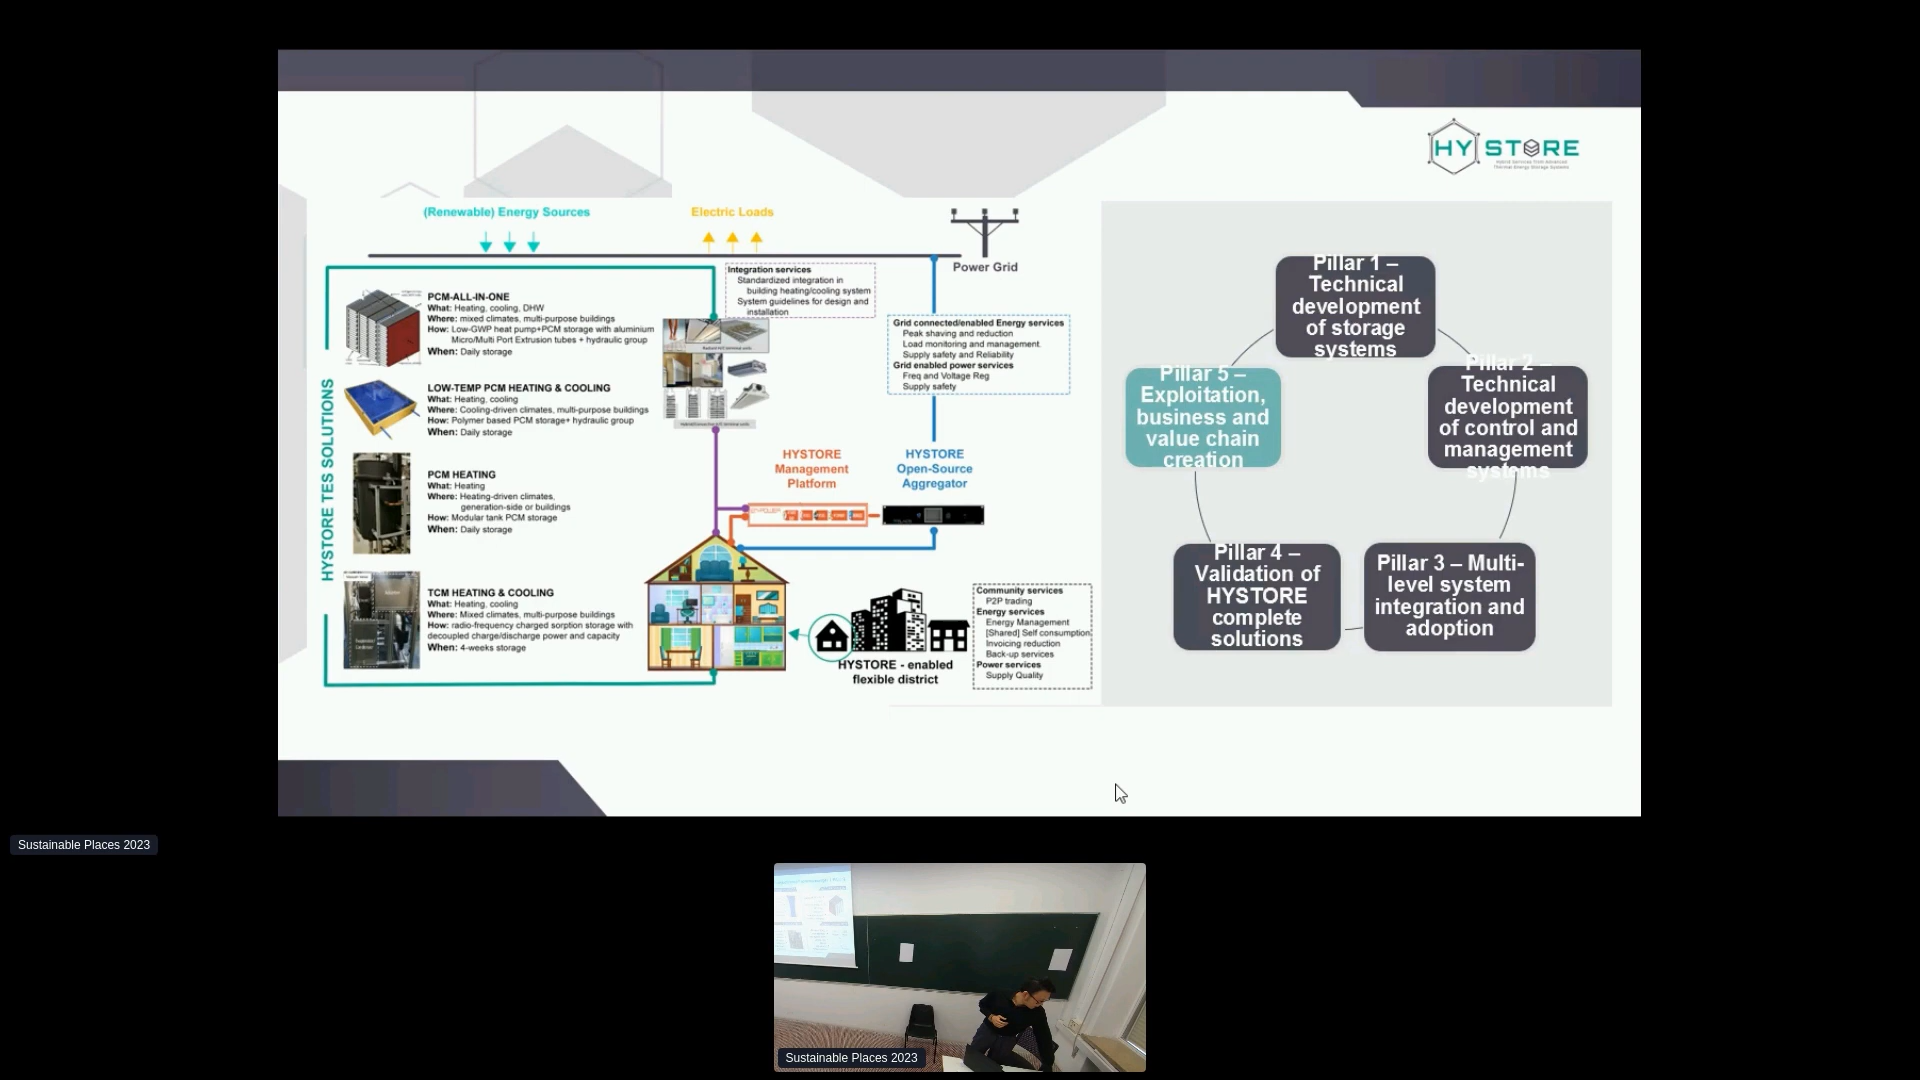 HY STORE
Hybrid Services from Advanced
Thermal Energy Storage Systems
(Renewable) Energy Sources
Electric Loads
Power Grid
HYSTORE TES SOLUTIONS
PCM-ALL-IN-ONE
What: Heating, cooling, DHW
Where: mixed climates, multi-purpose buildings
How: Low-GWP heat pump+PCM storage with aluminium
Micro/Multi Port Extrusion tubes + hydraulic group
When: Daily storage
LOW-TEMP PCM HEATING & COOLING
What: Heating, cooling
Where: Cooling-driven climates, multi-purpose buildings
How: Polymer based PCM storage+ hydraulic group
When: Daily storage
PCM HEATING
What: Heating
Where: Heating-driven climates,
generation-side or buildings
How: Modular tank PCM storage
When: Daily storage
TCM HEATING & COOLING
What: Heating, cooling
Where: Mixed climates, multi-purpose buildings
How: radio-frequency charged sorption storage with
decoupled charge/discharge power and capacity
When: 4-weeks storage
Integration services
Standardized integration in
building heating/cooling system
System guidelines for design and
installation
Grid connected/enabled Energy services
Peak shaving and reduction
Load monitoring and management.
Supply safety and Reliability
Grid enabled power services
Freq and Voltage Reg
Supply safety
HYSTORE
Management
Platform
HYSTORE
Open-Source
Aggregator
HYSTORE - enabled
flexible district
Community services
P2P trading
Energy services
Energy Management
[Shared] Self consumption
Invoicing reduction
Back-up services
Power services
Supply Quality
Pillar 1 –
Technical
development
of storage
systems
Pillar 2 –
Technical
development
of control and
management
systems
Pillar 3 – Multi-
level system
integration and
adoption
Pillar 4 –
Validation of
HYSTORE
complete
solutions
Pillar 5 –
Exploitation,
business and
value chain
creation
Sustainable Places 2023
Sustainable Places 2023